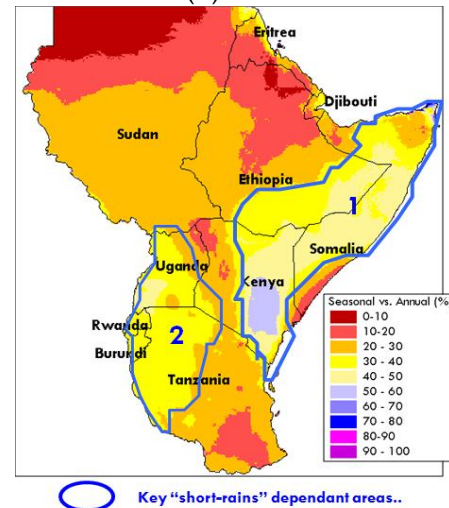 Eritrea
Djibouti
Sudan
Ethiopia
1
Somalia
Uganda
Kenya
Rwanda
2
Burundi
Tanzania
Seasonal vs. Annual (%
0-10
10-20
20 - 30
30 - 40
40 - 50
50 - 60
60 - 70
70 - 80
80-90
90 - 100
Key “short-rains” dependant areas..